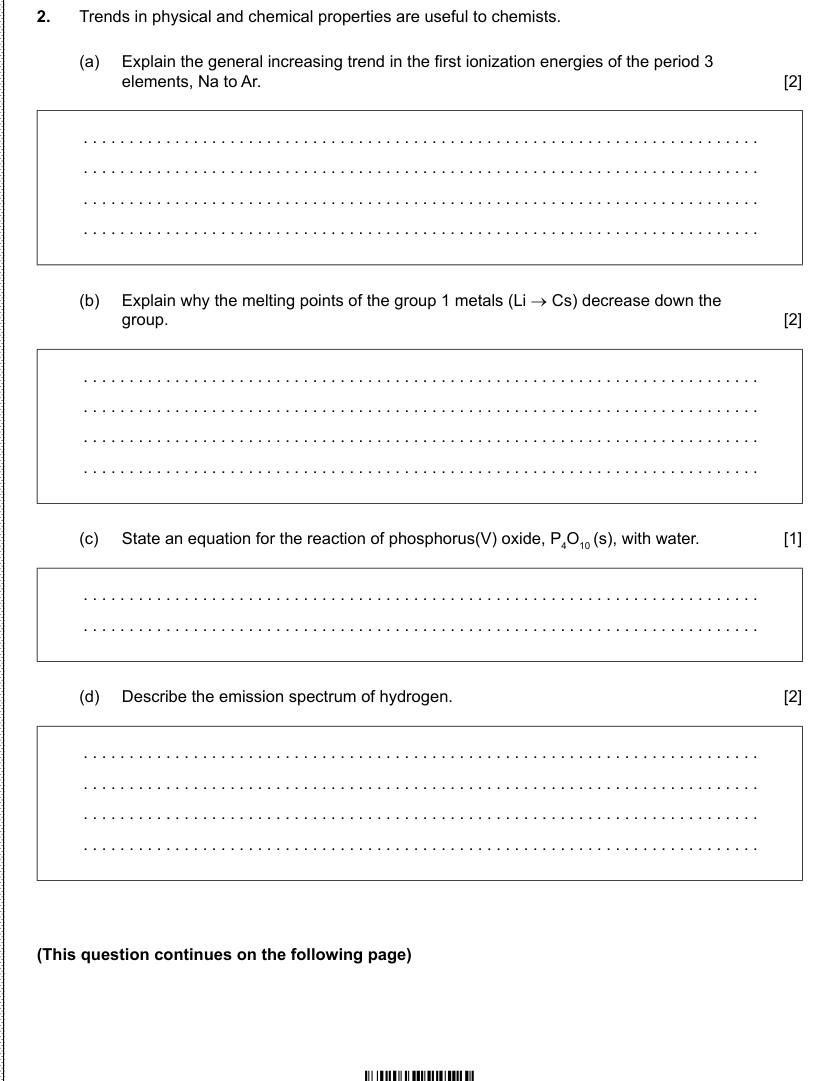 2. Trends in physical and chemical properties are useful to chemists.
(a) Explain the general increasing trend in the first ionization energies of the period 3
elements, Na to Ar. [2]
(b) Explain why the melting points of the group 1 metals (Li → Cs) decrease down the
group. [2]
(c) State an equation for the reaction of phosphorus(V) oxide, P₄O₁₀ (s), with water. [1]
(d) Describe the emission spectrum of hydrogen. [2]
(This question continues on the following page)